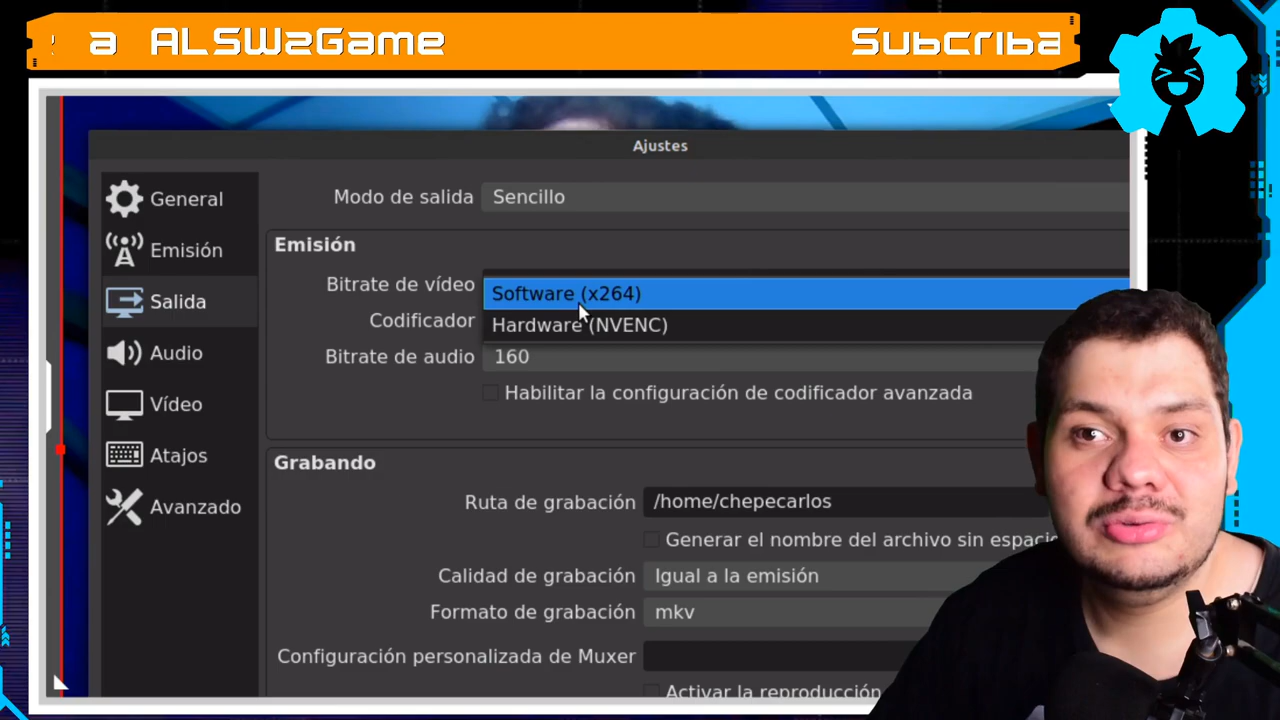 a ALSW2Game Subcriba
Ajustes
General
Modo de salida Sencillo
Emisión
Emisión
Bitrate de vídeo
Software (x264)
Salida
Codificador
Hardware (NVENC)
Audio
Bitrate de audio 160
Habilitar la configuración de codificador avanzada
Vídeo
Atajos
Grabando
Avanzado
Ruta de grabación /home/chepecarlos
Generar el nombre del archivo sin espacio
Calidad de grabación Igual a la emisión
Formato de grabación mkv
Configuración personalizada de Muxer
Activar la reproducción